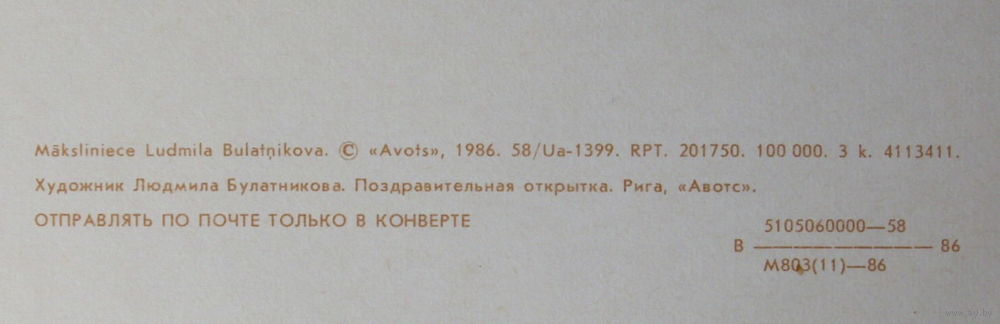 Māksliniece Ludmila Bulatņikova. © «Avots», 1986. 58/Ua-1399. RPT. 201750. 100 000. 3 k. 4113411.
Художник Людмила Булатникова. Поздравительная открытка. Рига, «Авотс».
ОТПРАВЛЯТЬ ПО ПОЧТЕ ТОЛЬКО В КОНВЕРТЕ
5105060000—58
В ——— 86
М803(11)—86